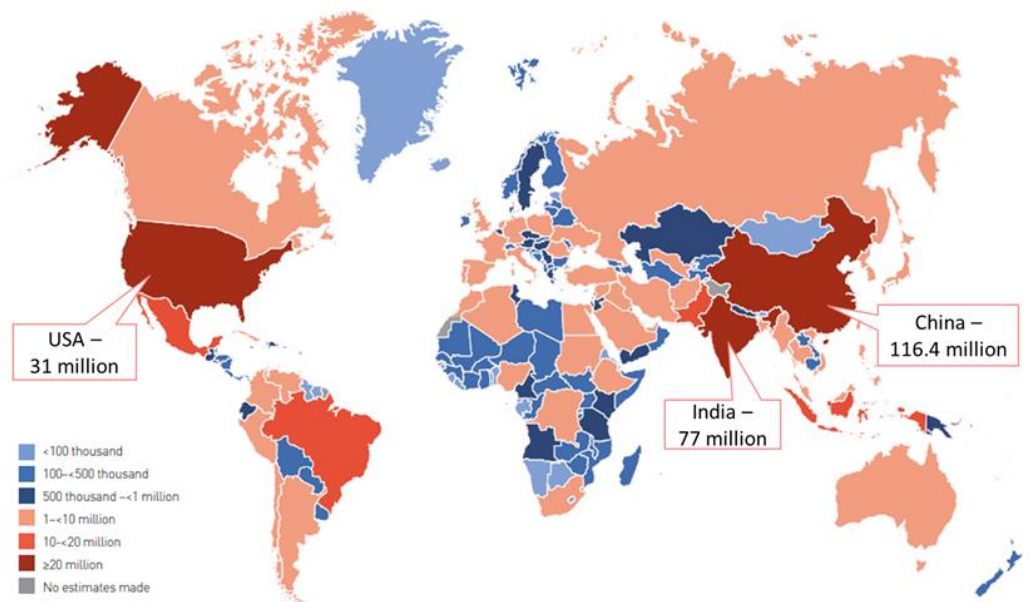 USA –
31 million
China –
116.4 million
India –
77 million
<100 thousand
100–<500 thousand
500 thousand –<1 million
1–<10 million
10-<20 million
≥20 million
No estimates made